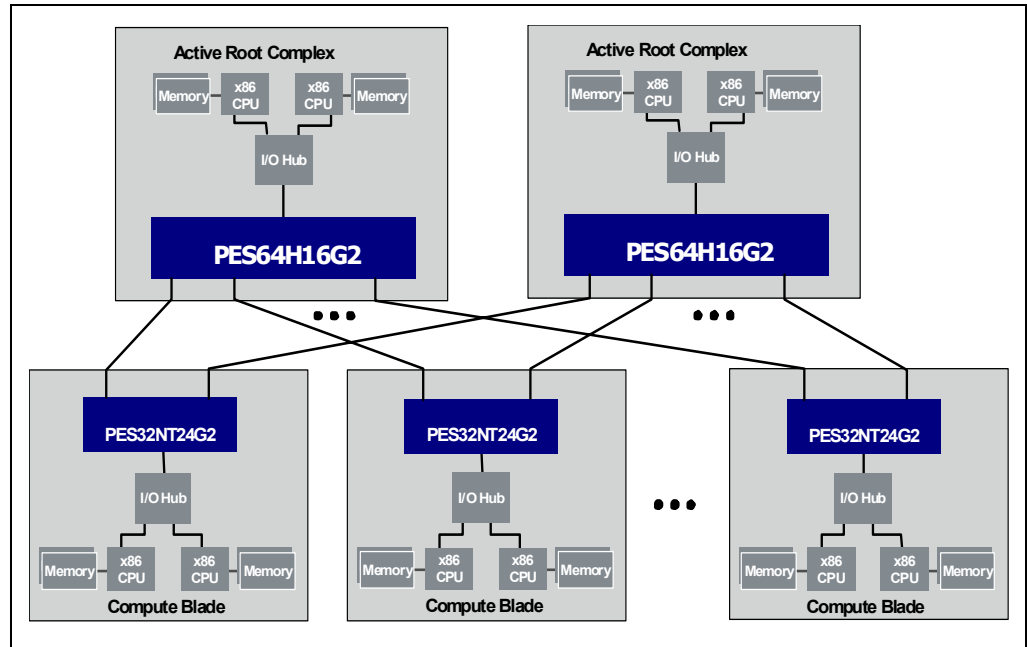 Active Root Complex
Memory x86 CPU x86 CPU Memory
I/O Hub
PES64H16G2
Active Root Complex
Memory x86 CPU x86 CPU Memory
I/O Hub
PES64H16G2
PES32NT24G2
I/O Hub
Memory x86 CPU x86 CPU Memory
Compute Blade
PES32NT24G2
I/O Hub
Memory x86 CPU x86 CPU Memory
Compute Blade
PES32NT24G2
I/O Hub
Memory x86 CPU x86 CPU Memory
Compute Blade